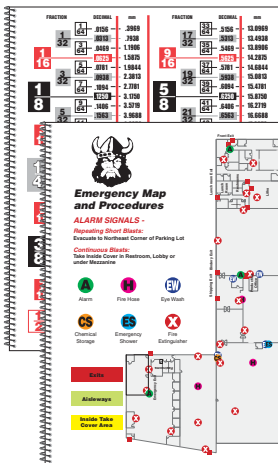 FRACTION DECIMAL mm FRACTION DECIMAL mm
1/64 .0156 .3969 33/64 .5156 13.0969
1/32 .0313 .7938 17/32 .5313 13.4938
3/64 .0469 1.1906 35/64 .5469 13.8906
1/16 .0625 1.5875 9/16 .5625 14.2875
5/64 .0781 1.9844 37/64 .5781 14.6844
3/32 .0938 2.3813 19/32 .5938 15.0813
7/64 .1094 2.7781 39/64 .6094 15.4781
1/8 .1250 3.1750 5/8 .6250 15.8750
9/64 .1406 3.5719 41/64 .6406 16.2719
5/32 .1563 3.9688 .6563 16.6688
Emergency Map
and Procedures
ALARM SIGNALS -
Repeating Short Blasts:
Evacuate to Northeast Corner of Parking Lot
Continuous Blasts:
Take Inside Cover in Restroom, Lobby or
under Mezzanine
A H EW
Alarm Fire Hose Eye Wash
CS ES X
Chemical Storage Emergency Shower Fire Extinguisher
Exits
Aisleways
Inside Take
Cover Area
Front Exit
Lobby